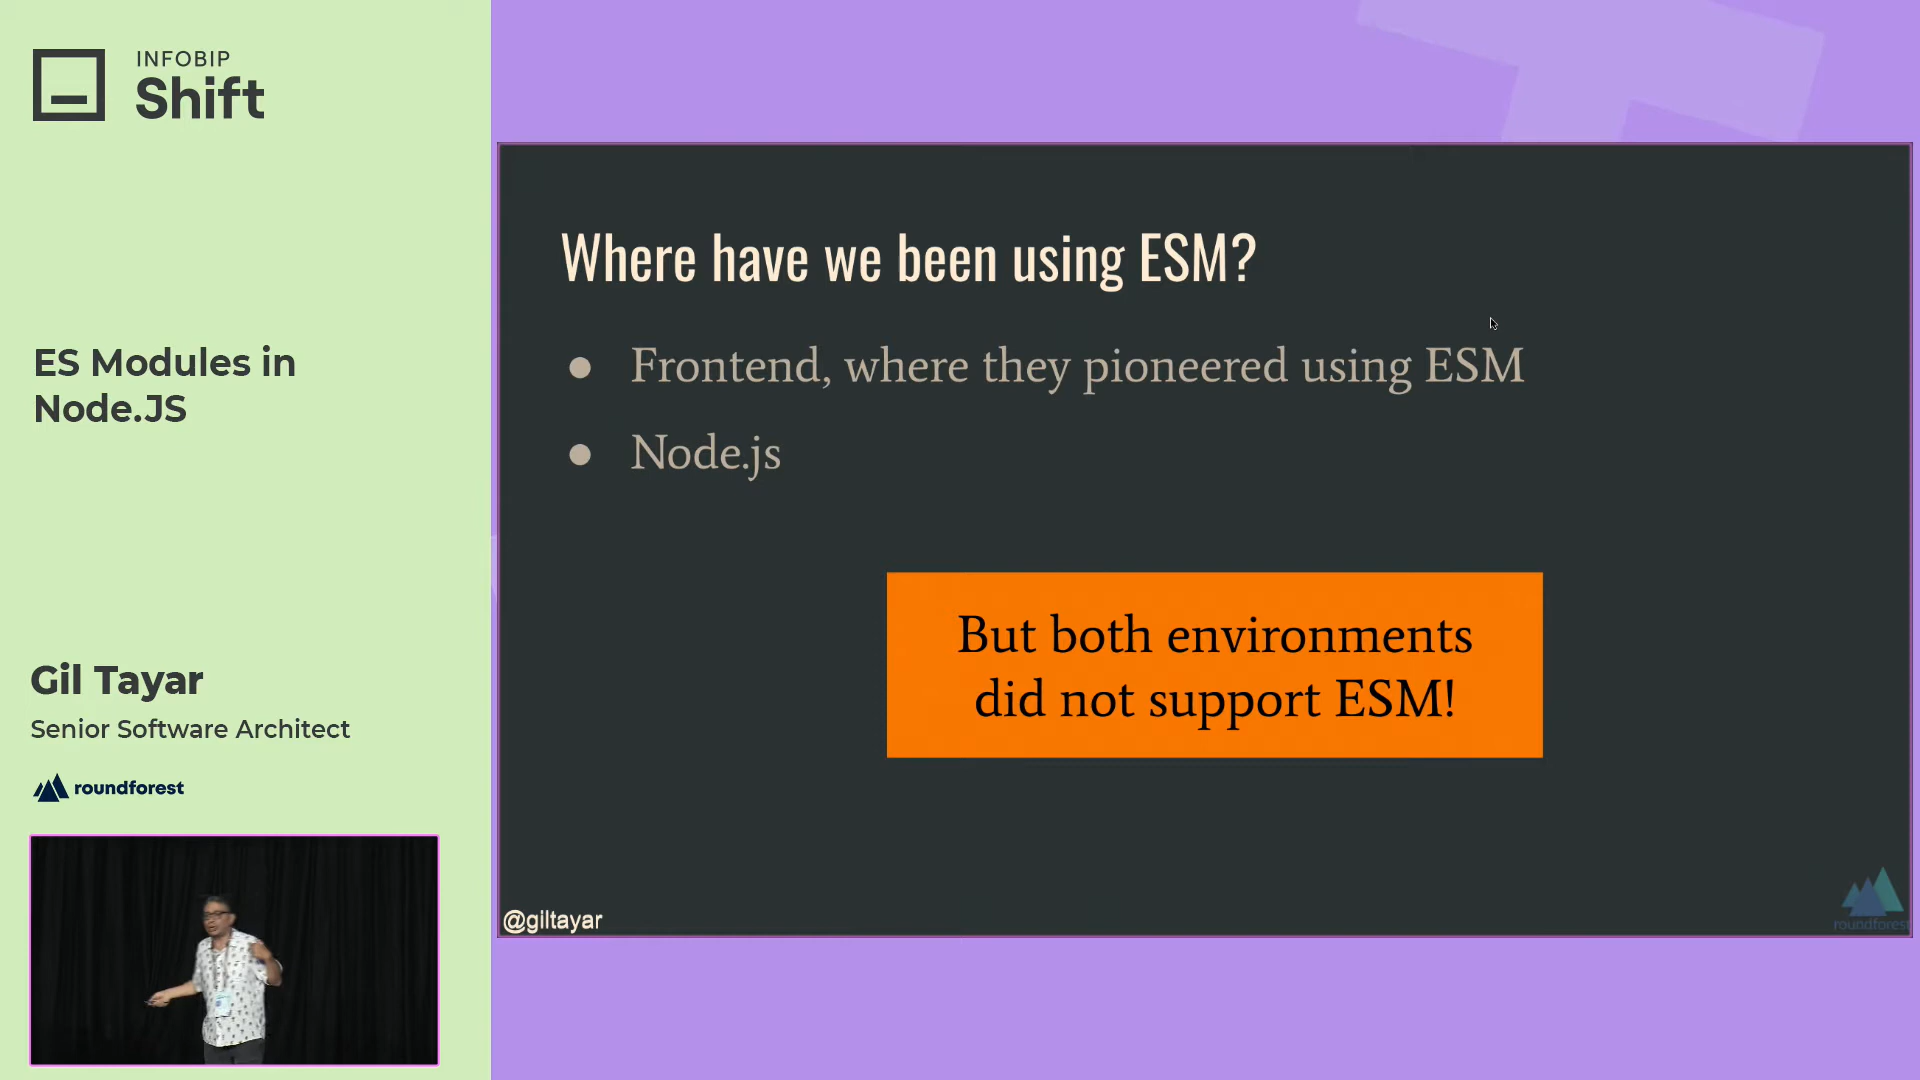 INFOBIP
Shift
ES Modules in
Node.JS
Gil Tayar
Senior Software Architect
roundforest
Where have we been using ESM?
● Frontend, where they pioneered using ESM
● Node.js
But both environments
did not support ESM!
@giltayar
roundforest